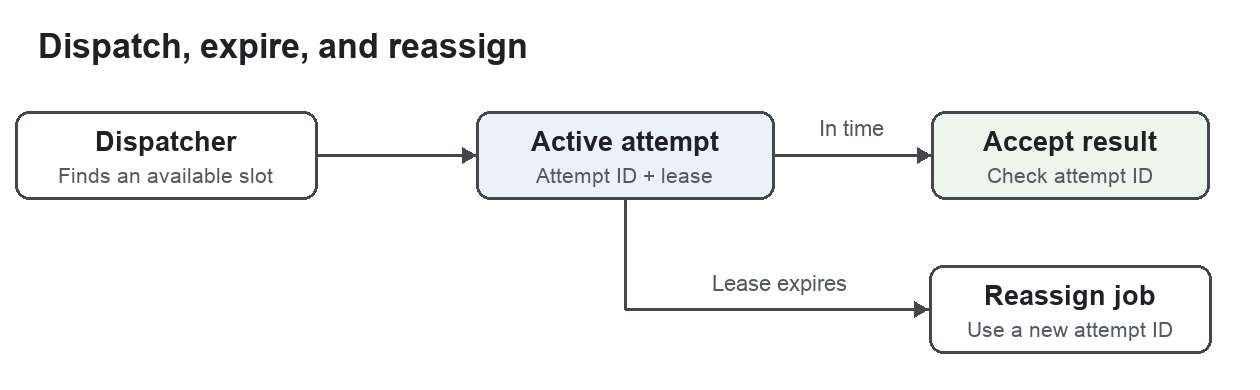 Dispatch, expire, and reassign
Dispatcher
Finds an available slot
Active attempt
Attempt ID + lease
In time
Accept result
Check attempt ID
Lease expires
Reassign job
Use a new attempt ID